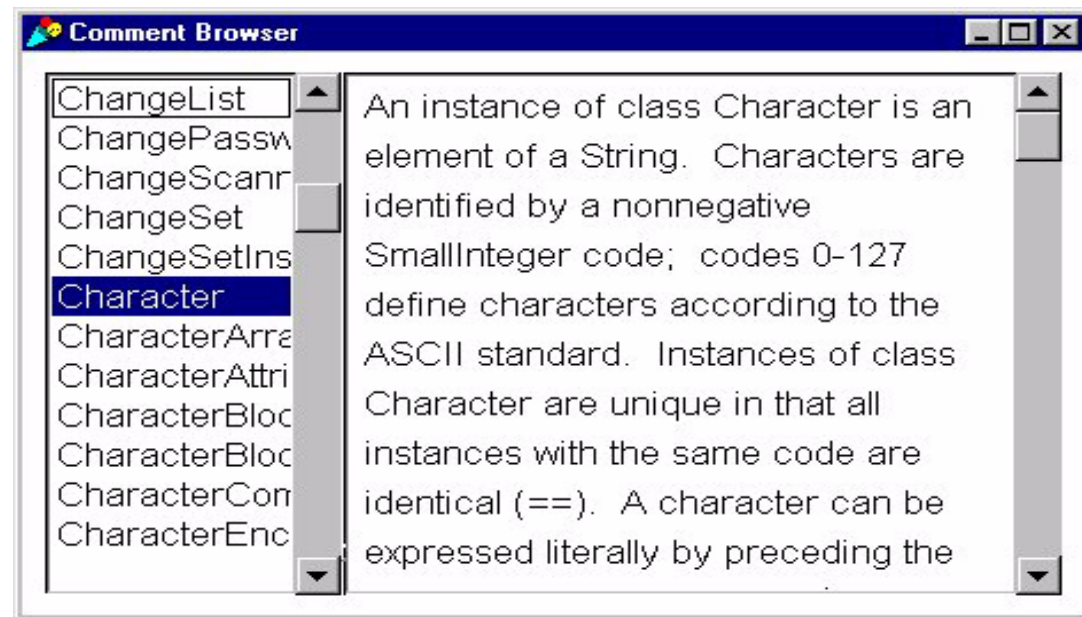 Comment Browser
ChangeList
ChangePassw
ChangeScanr
ChangeSet
ChangeSetIns
Character
CharacterArra
CharacterAttri
CharacterBloc
CharacterBloc
CharacterCom
CharacterEnc
An instance of class Character is an
element of a String. Characters are
identified by a nonnegative
SmallInteger code; codes 0-127
define characters according to the
ASCII standard. Instances of class
Character are unique in that all
instances with the same code are
identical (==). A character can be
expressed literally by preceding the